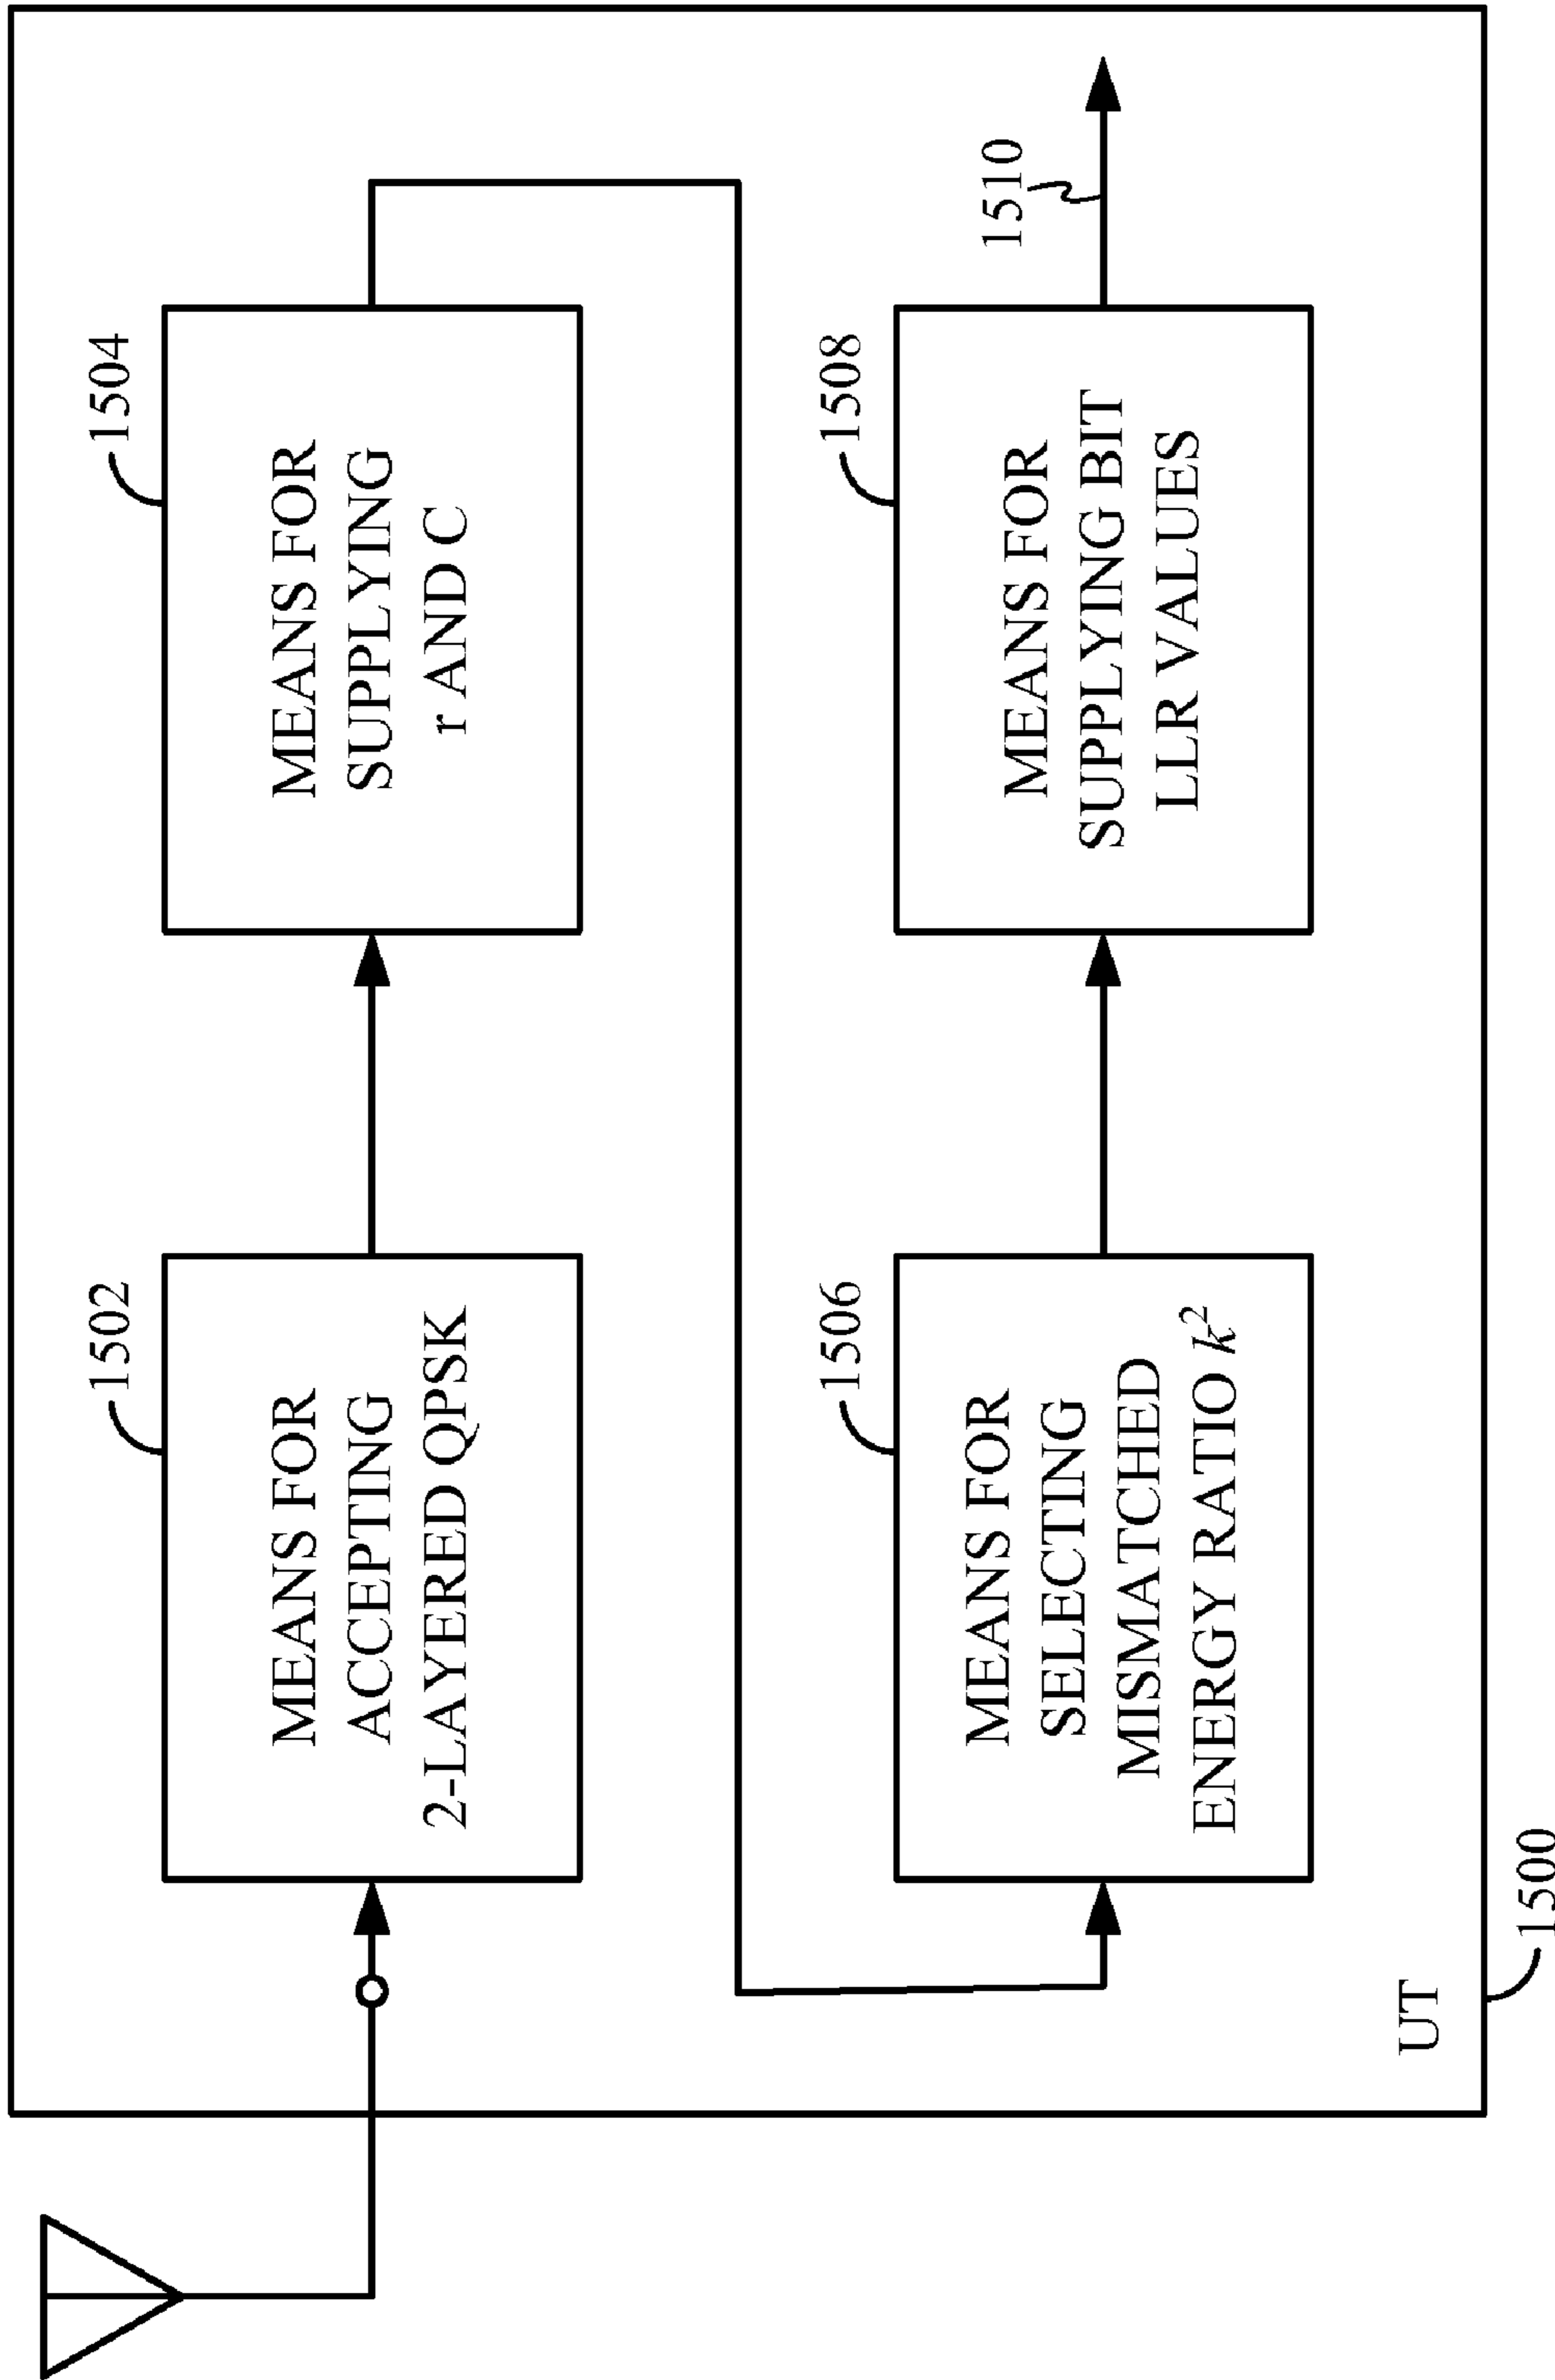 1502
MEANS FOR
ACCEPTING
2-LAYERED QPSK
1504
MEANS FOR
SUPPLYING
r AND C
1506
MEANS FOR
SELECTING
MISMATCHED
ENERGY RATIO k²
1508
MEANS FOR
SUPPLYING BIT
LLR VALUES
1510
UT
1500